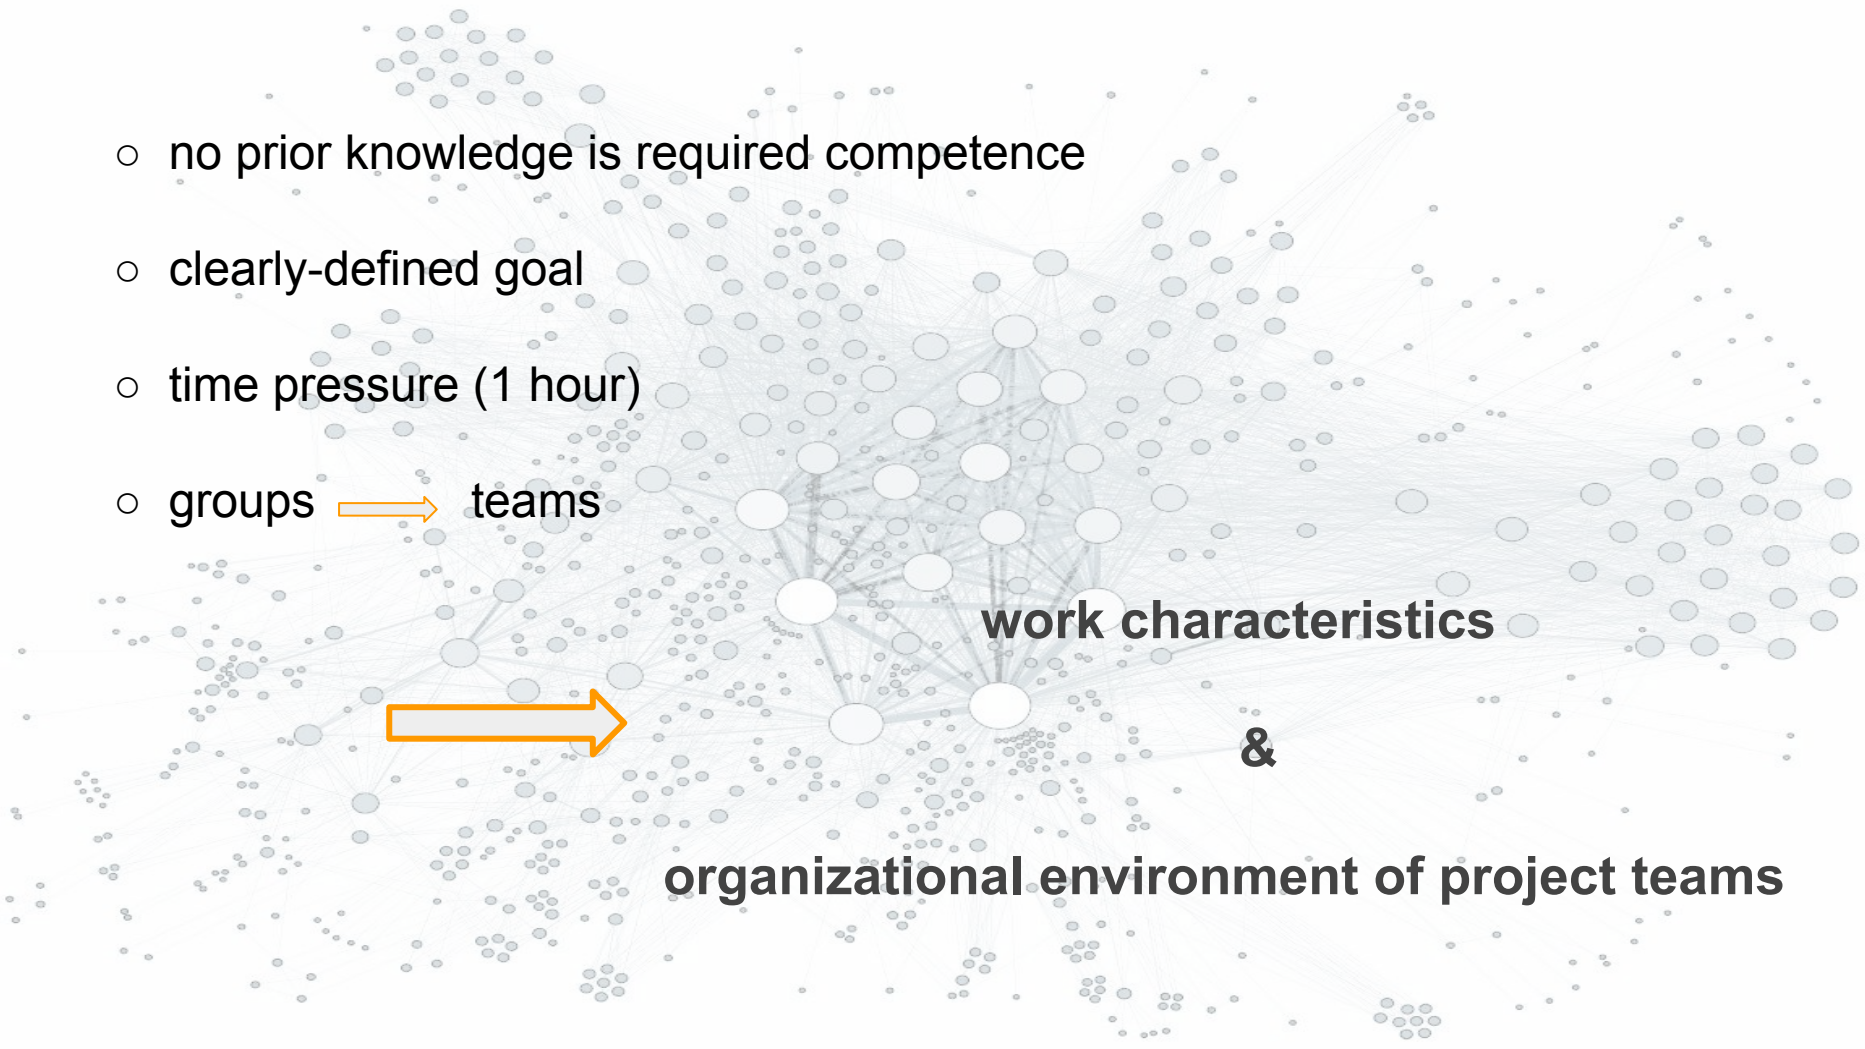 ○ no prior knowledge is required competence
○ clearly-defined goal
○ time pressure (1 hour)
○ groups teams
work characteristics
&
organizational environment of project teams